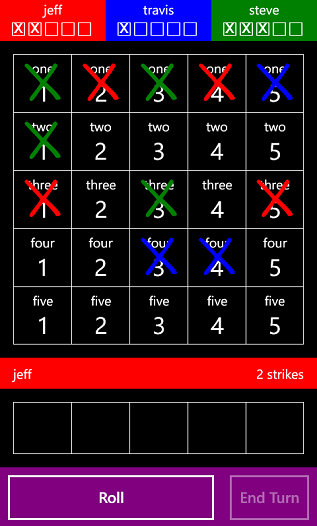 jeff travis steve
X X X X X X
one one one one one
1 2 3 4 5
two two two two two
1 2 3 4 5
three three three three three
1 2 3 4 5
four four four four four
1 2 3 4 5
five five five five five
1 2 3 4 5
jeff 2 strikes
Roll End Turn